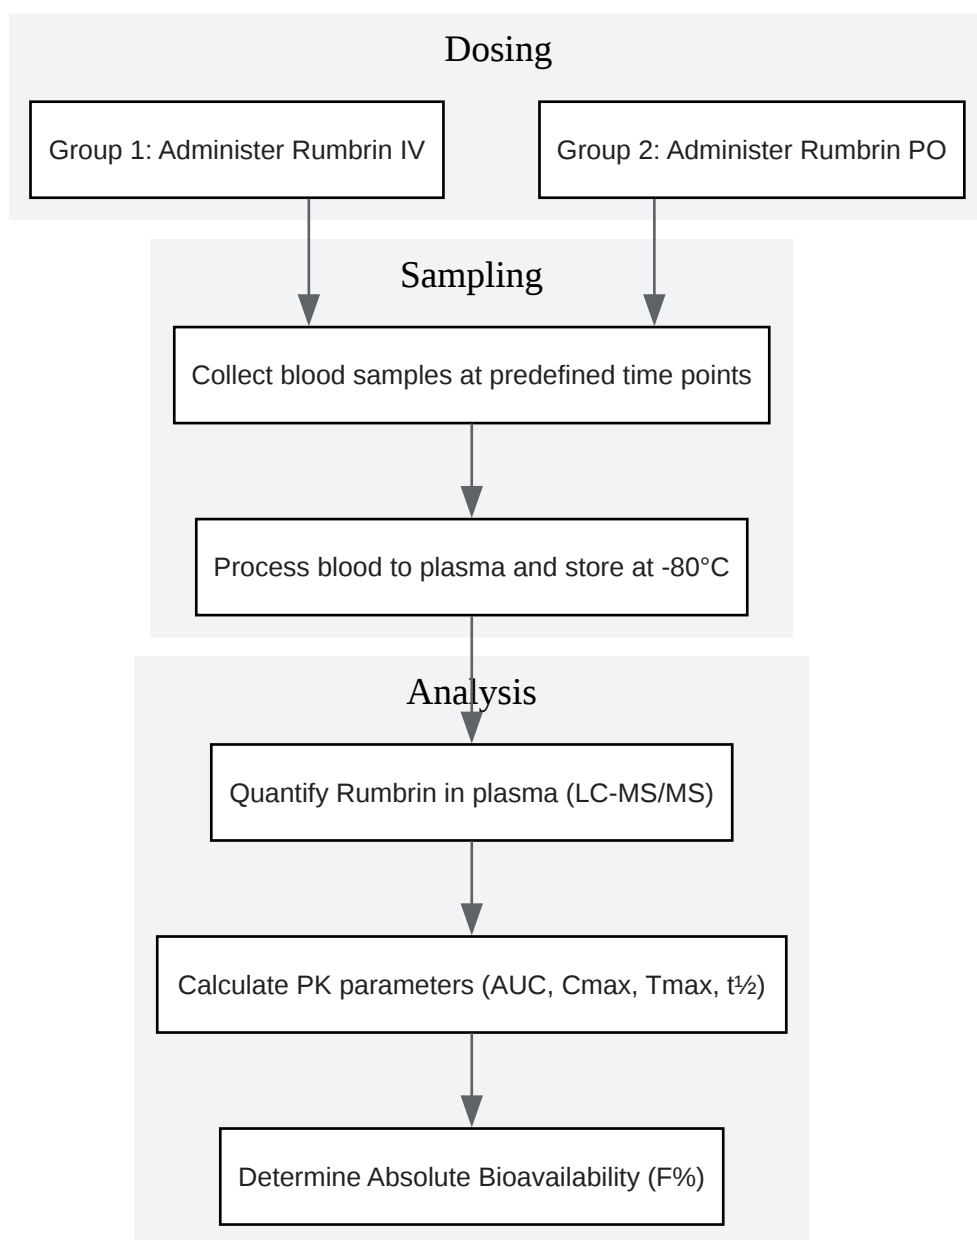 Dosing
Group 1: Administer Rumbrin IV
Group 2: Administer Rumbrin PO
Sampling
Collect blood samples at predefined time points
Process blood to plasma and store at -80°C
Analysis
Quantify Rumbrin in plasma (LC-MS/MS)
Calculate PK parameters (AUC, Cmax, Tmax, t½)
Determine Absolute Bioavailability (F%)